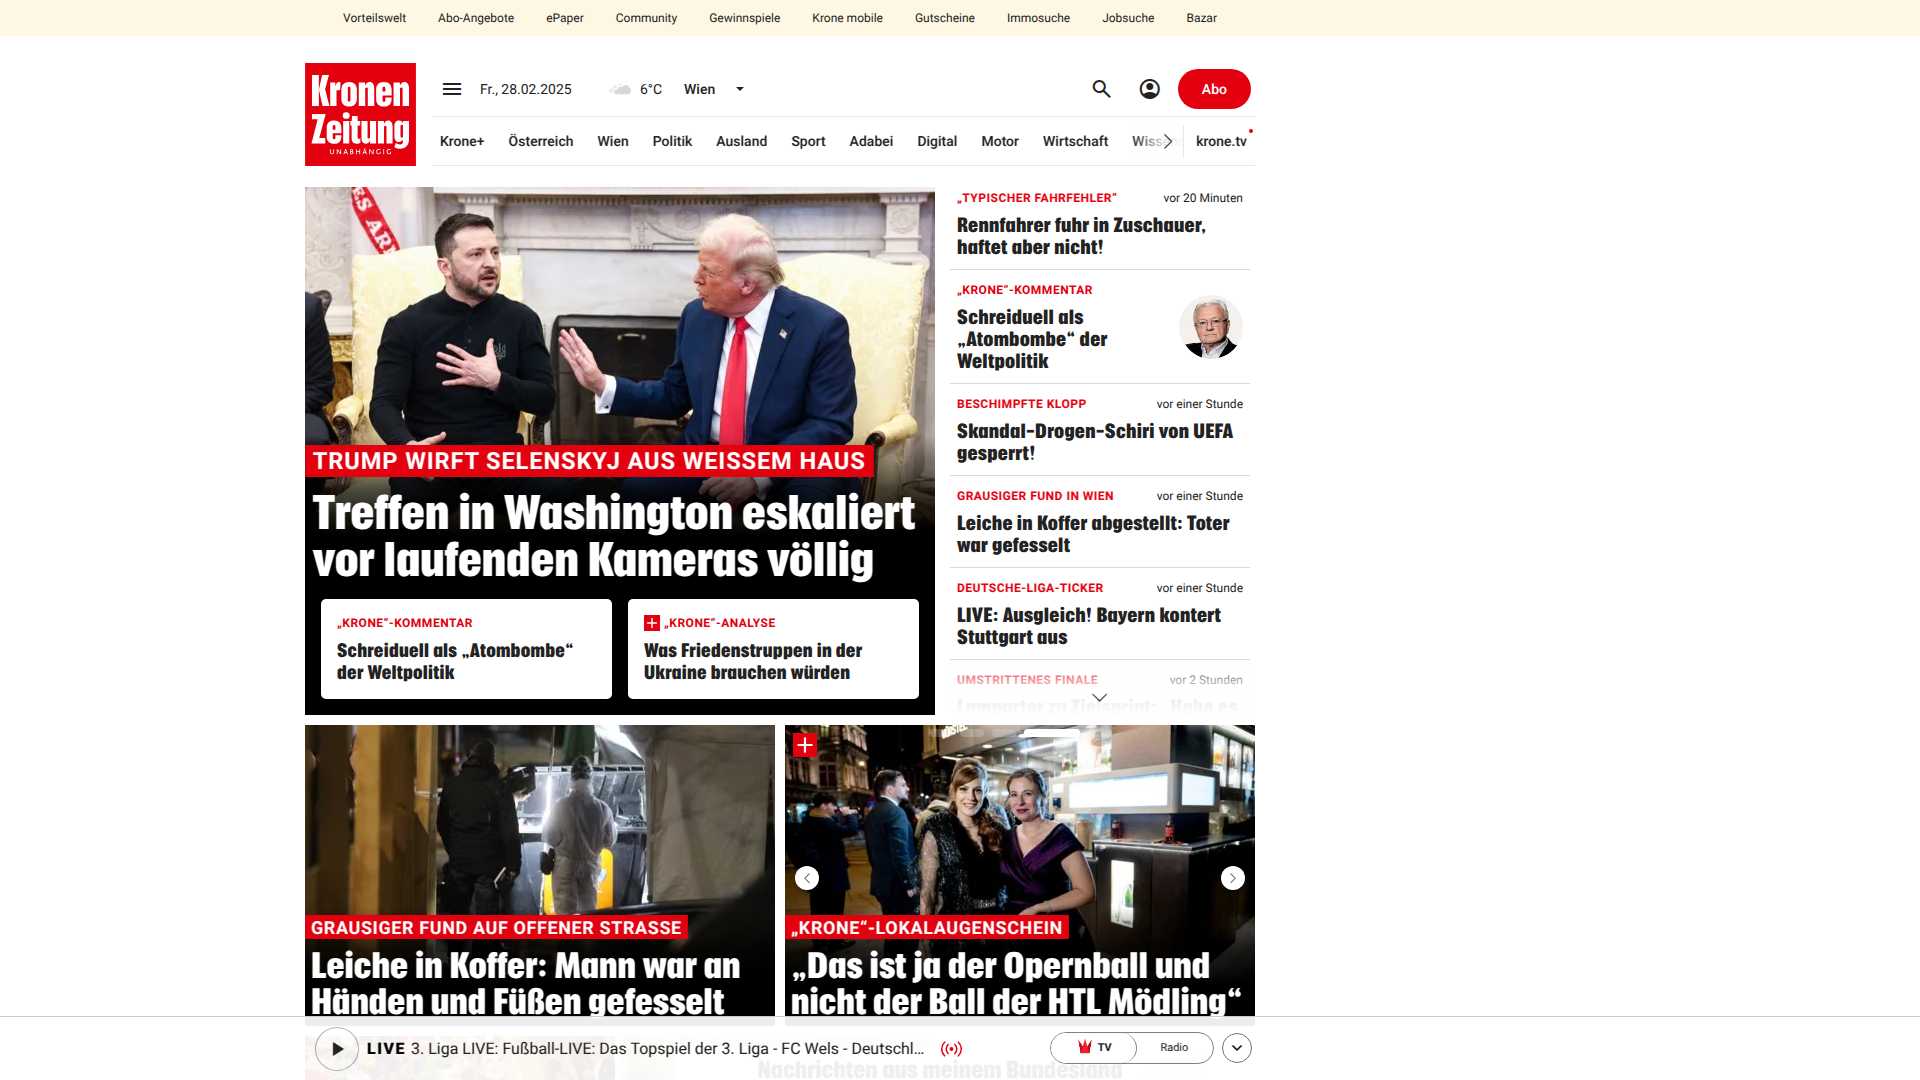 Vorteilswelt Abo-Angebote ePaper Community Gewinnspiele Krone mobile Gutscheine Immosuche Jobsuche Bazar
Kronen
Zeitung
UNABHÄNGIG
Fr., 28.02.2025 6°C Wien
Abo
Krone+ Österreich Wien Politik Ausland Sport Adabei Digital Motor Wirtschaft krone.tv
TRUMP WIRFT SELENSKYJ AUS WEISSEM HAUS
Treffen in Washington eskaliert
vor laufenden Kameras völlig
„KRONE“-KOMMENTAR
Schreiduell als „Atombombe“
der Weltpolitik
„KRONE“-ANALYSE
Was Friedenstruppen in der
Ukraine brauchen würden
„TYPISCHER FAHRFEHLER“ vor 20 Minuten
Rennfahrer fuhr in Zuschauer,
haftet aber nicht!
„KRONE“-KOMMENTAR
Schreiduell als
„Atombombe“ der
Weltpolitik
BESCHIMPFTE KLOPP vor einer Stunde
Skandal-Drogen-Schiri von UEFA
gesperrt!
GRAUSIGER FUND IN WIEN vor einer Stunde
Leiche in Koffer abgestellt: Toter
war gefesselt
DEUTSCHE-LIGA-TICKER vor einer Stunde
LIVE: Ausgleich! Bayern kontert
Stuttgart aus
UMSTRITTENES FINALE vor 2 Stunden
GRAUSIGER FUND AUF OFFENER STRASSE
Leiche in Koffer: Mann war an
Händen und Füßen gefesselt
„KRONE“-LOKALAUGENSCHEIN
„Das ist ja der Opernball und
nicht der Ball der HTL Mödling“
LIVE 3. Liga LIVE: Fußball-LIVE: Das Topspiel der 3. Liga - FC Wels - Deutschl...
TV Radio
Nachrichten aus meinem Bundesland